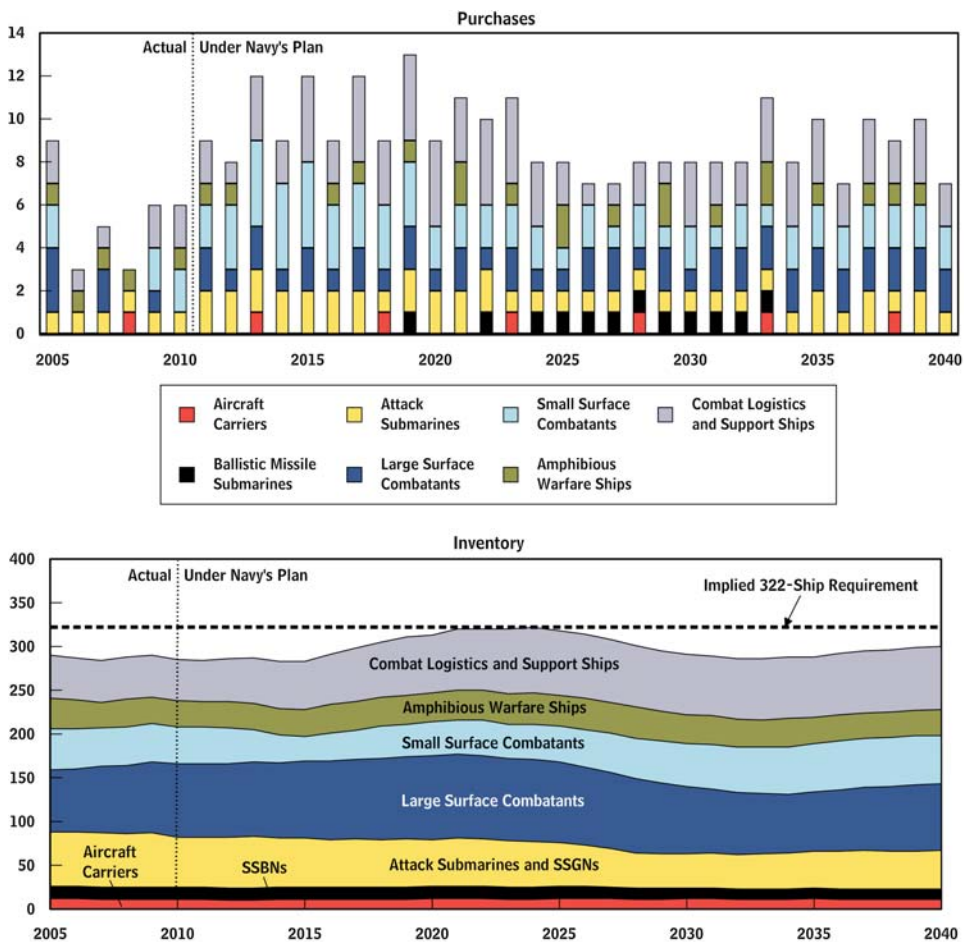 Purchases
14
Actual Under Navy's Plan
12
10
8
6
4
2
0
2005 2010 2015 2020 2025 2030 2035 2040
Aircraft Carriers
Attack Submarines
Small Surface Combatants
Combat Logistics and Support Ships
Ballistic Missile Submarines
Large Surface Combatants
Amphibious Warfare Ships
Inventory
400
Actual Under Navy's Plan
Implied 322-Ship Requirement
350
300
Combat Logistics and Support Ships
250
Amphibious Warfare Ships
200
Small Surface Combatants
150
Large Surface Combatants
100
Aircraft Carriers
SSBNs
Attack Submarines and SSGNs
50
0
2005 2010 2015 2020 2025 2030 2035 2040